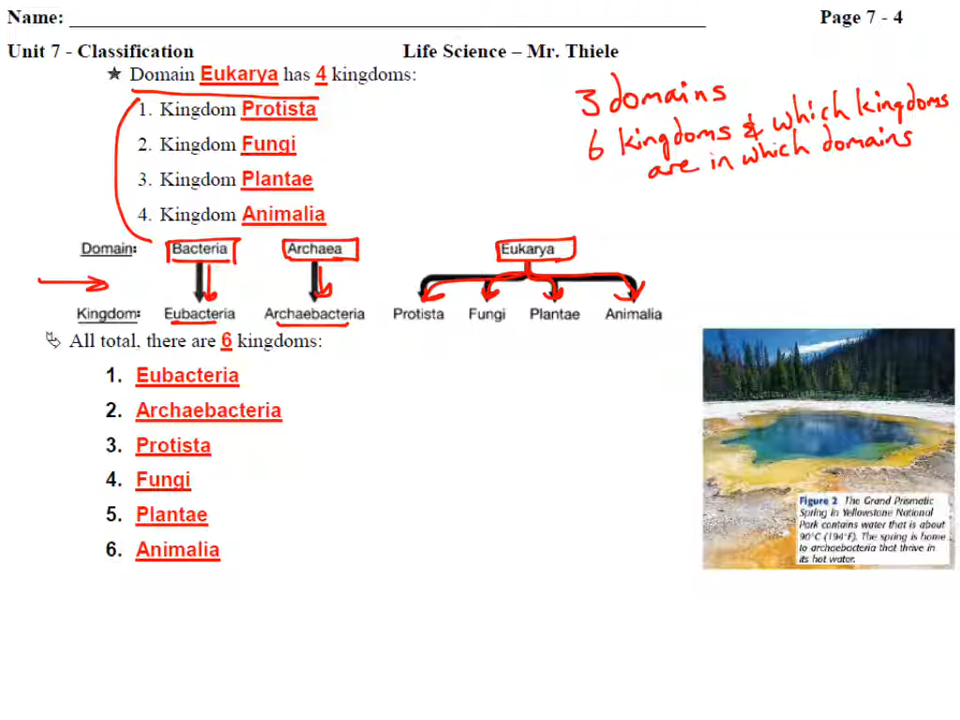 Name: ____ Page 7 - 4
Unit 7 - Classification Life Science – Mr. Thiele
★ Domain Eukarya has 4 kingdoms:
1. Kingdom Protista
2. Kingdom Fungi
3. Kingdom Plantae
4. Kingdom Animalia
3 domains
6 kingdoms & which kingdoms
are in which domains
Domain: Bacteria Archaea Eukarya
Kingdom: Eubacteria Archaebacteria Protista Fungi Plantae Animalia
All total, there are 6 kingdoms:
1. Eubacteria
2. Archaebacteria
3. Protista
4. Fungi
5. Plantae
6. Animalia
Figure 2 The Grand Prismatic
Spring in Yellowstone National
Park contains water that is about
90°C (194°F). The spring is home
to archaebacteria that thrive in
its hot water.